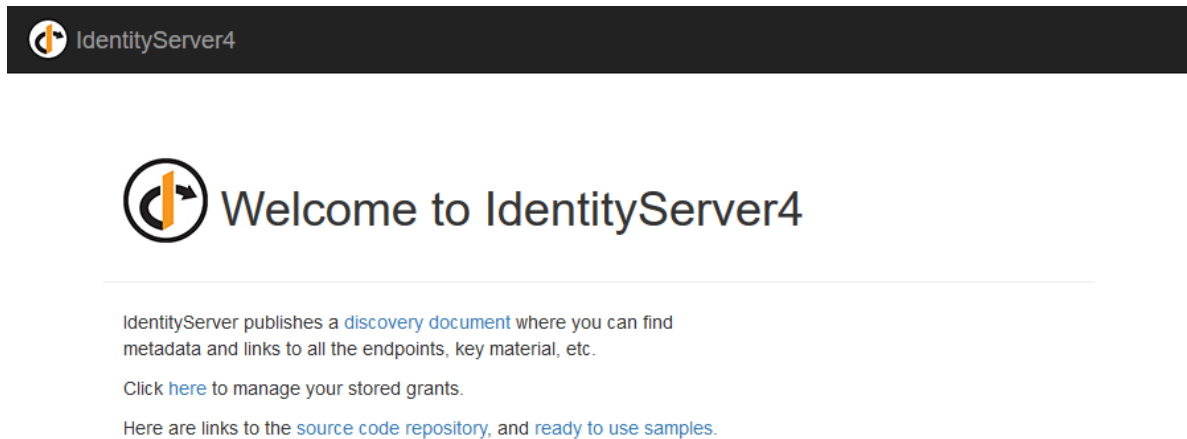 IdentityServer4
Welcome to IdentityServer4
IdentityServer publishes a discovery document where you can find
metadata and links to all the endpoints, key material, etc.
Click here to manage your stored grants.
Here are links to the source code repository, and ready to use samples.